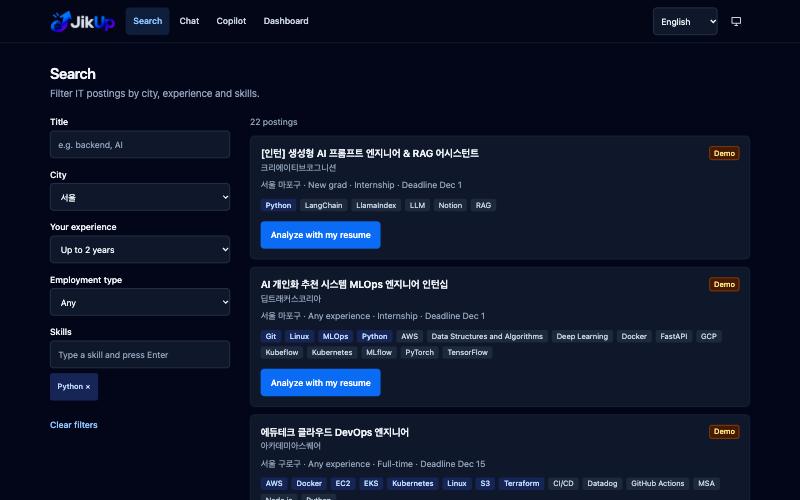 JikUp Search Chat Copilot Dashboard English
Search
Filter IT postings by city, experience and skills.
Title
e.g. backend, AI
City
서울
Your experience
Up to 2 years
Employment type
Any
Skills
Type a skill and press Enter
Python ×
Clear filters
22 postings
[인턴] 생성형 AI 프롬프트 엔지니어 & RAG 어시스턴트 Demo
크리에이티브코그니션
서울 마포구 · New grad · Internship · Deadline Dec 1
Python LangChain LlamaIndex LLM Notion RAG
Analyze with my resume
AI 개인화 추천 시스템 MLOps 엔지니어 인턴십 Demo
딥트래커스코리아
서울 마포구 · Any experience · Internship · Deadline Dec 1
Git Linux MLOps Python AWS Data Structures and Algorithms Deep Learning Docker FastAPI GCP
Kubeflow Kubernetes MLflow PyTorch TensorFlow
Analyze with my resume
에듀테크 클라우드 DevOps 엔지니어 Demo
아카데미아스퀘어
서울 구로구 · Any experience · Full-time · Deadline Dec 15
AWS Docker EC2 EKS Kubernetes Linux S3 Terraform CI/CD Datadog GitHub Actions MSA
Node.js Python